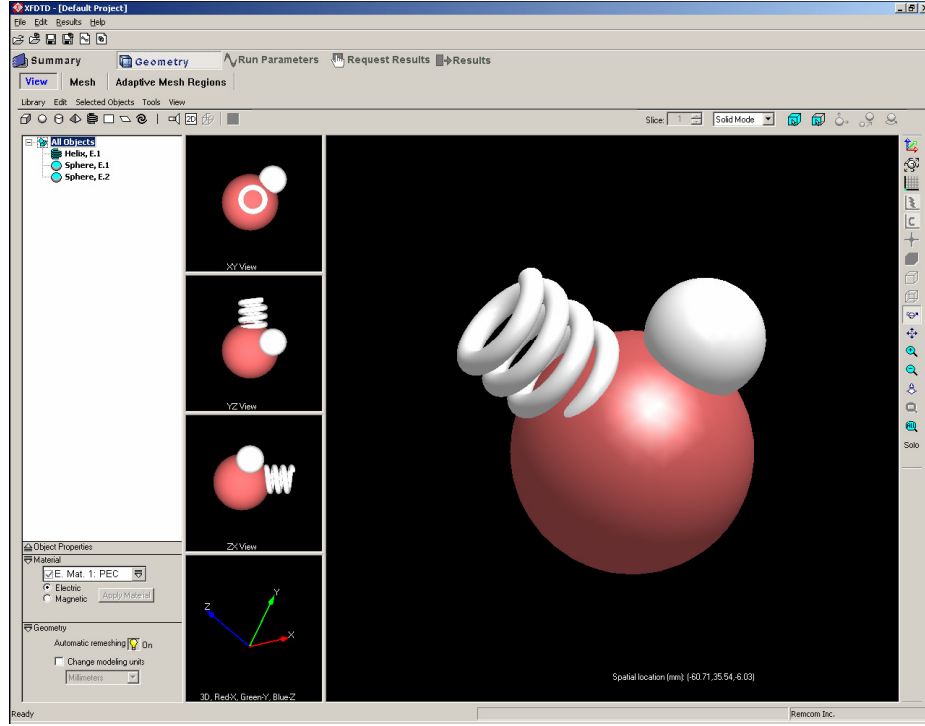 XFDTD - [Default Project]
File Edit Results Help
Summary Geometry Run Parameters Request Results Results
View Mesh Adaptive Mesh Regions
Library Edit Selected Objects Tools View
2D Slice: 1 Solid Mode
All Objects
Helix, E.1
Sphere, E.1
Sphere, E.2
XY View
YZ View
ZX View
Solo
Object Properties
Material
E. Mat. 1: PEC
Electric
Magnetic Apply Material
Geometry
Automatic remeshing On
Change modeling units
Millimeters
Z Y X
3D, Red-X, Green-Y, Blue-Z
Spatial location (mm): (-60.71,35.54,-6.03)
Ready Remcom Inc.